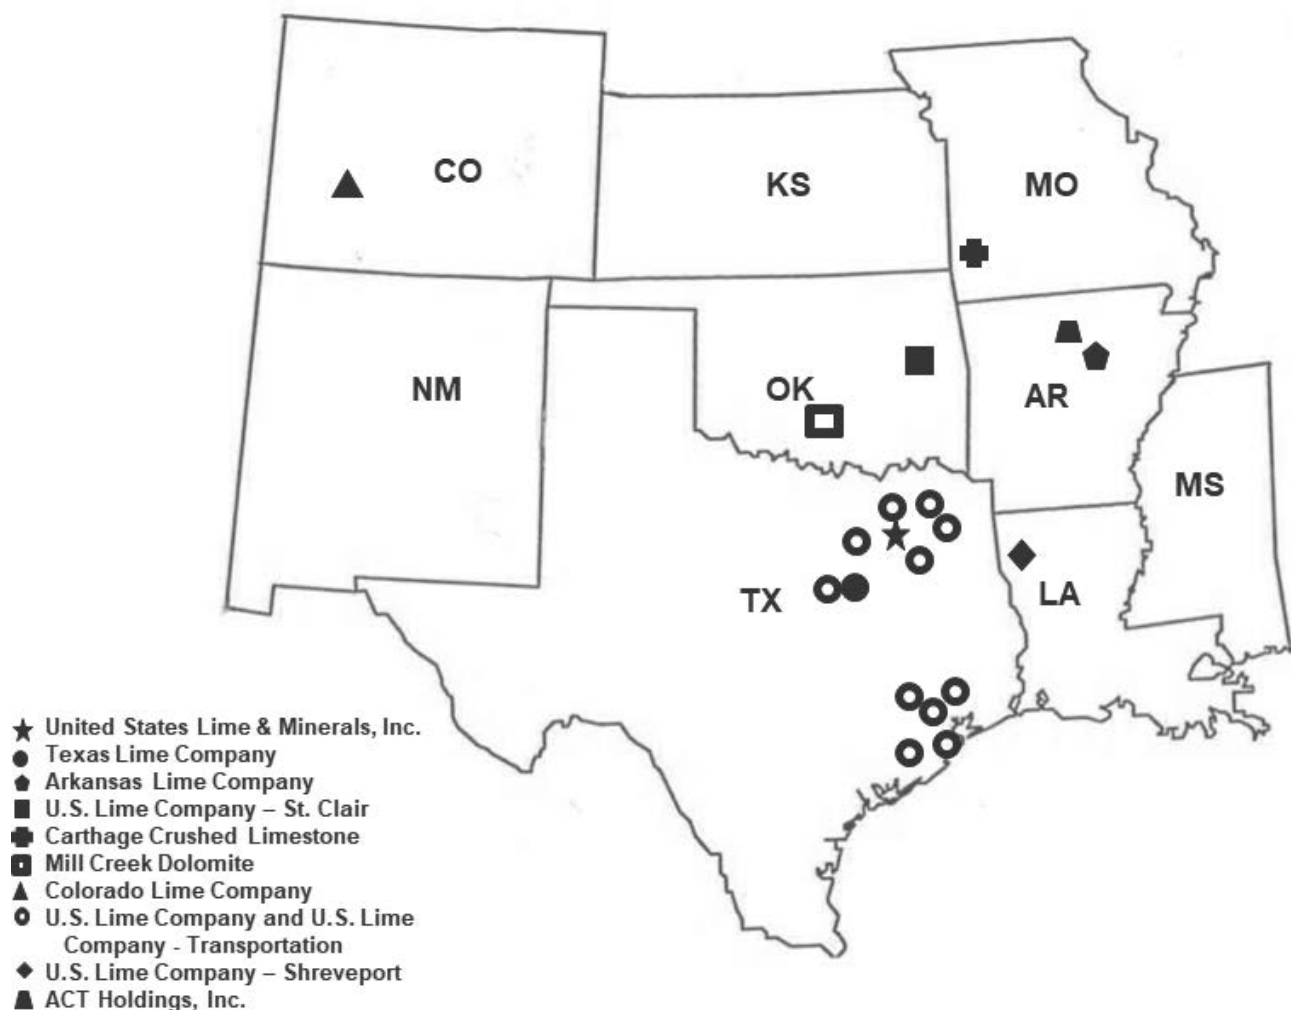 CO
KS
MO
NM
OK
AR
MS
TX
LA
United States Lime & Minerals, Inc.
Texas Lime Company
Arkansas Lime Company
U.S. Lime Company – St. Clair
Carthage Crushed Limestone
Mill Creek Dolomite
Colorado Lime Company
U.S. Lime Company and U.S. Lime
Company - Transportation
U.S. Lime Company – Shreveport
ACT Holdings, Inc.